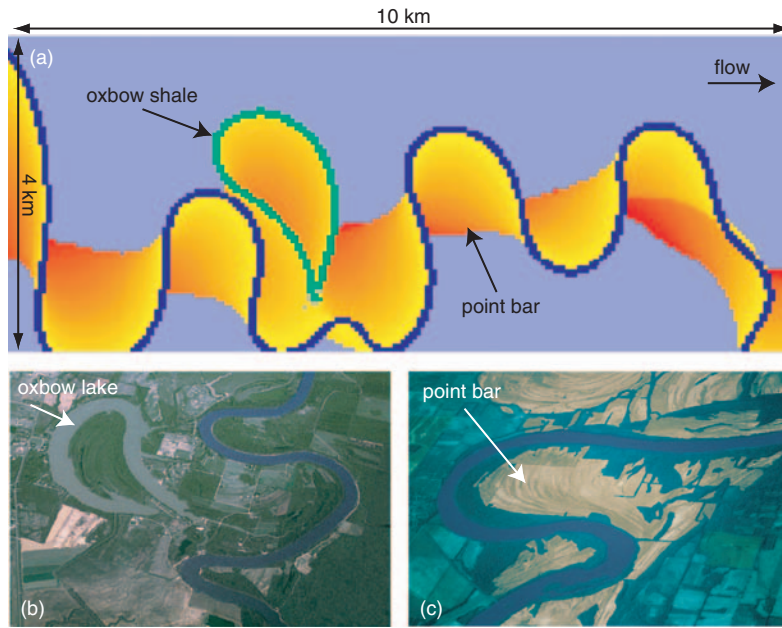 10 km
(a)
flow
oxbow shale
4 km
point bar
oxbow lake
point bar
(b)
(c)